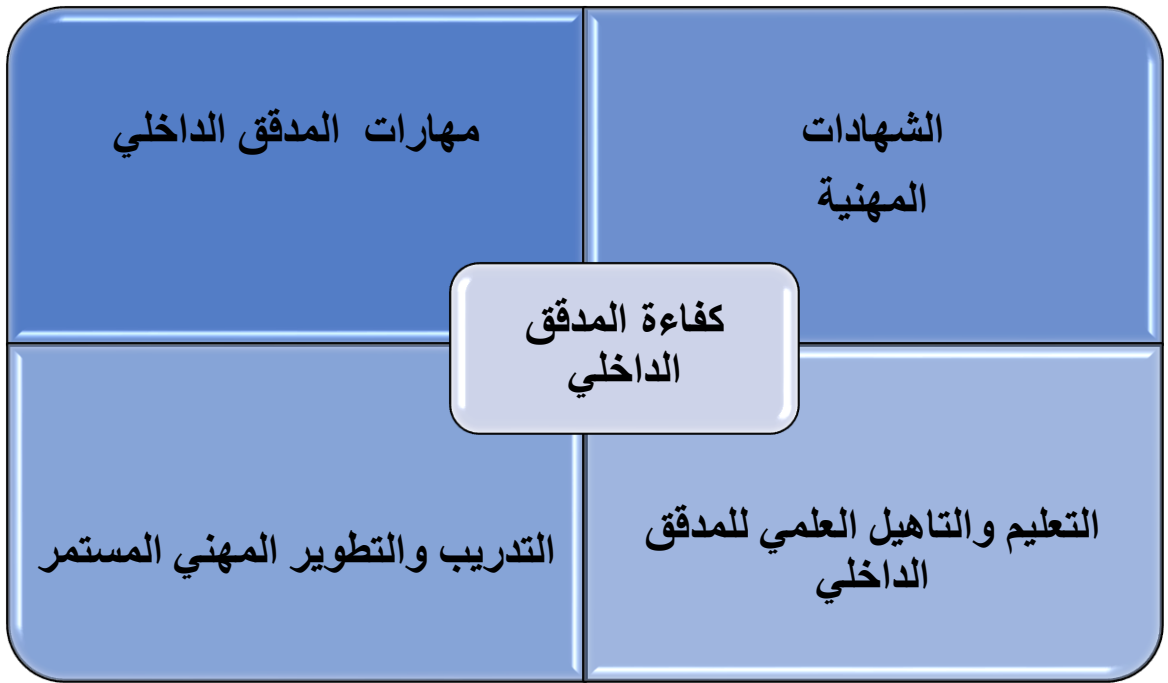 الشهادات
المهنية
مهارات المدقق الداخلي
كفاءة المدقق
الداخلي
التعليم والتاهيل العلمي للمدقق
الداخلي
التدريب والتطوير المهني المستمر